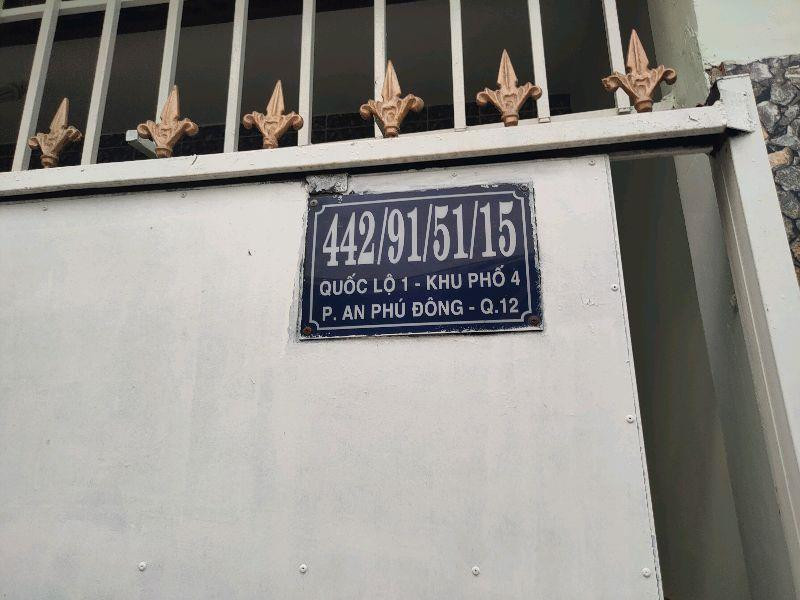 442/91/51/15
QUỐC LỘ 1 - KHU PHỐ 4
P. AN PHÚ ĐÔNG - Q.12